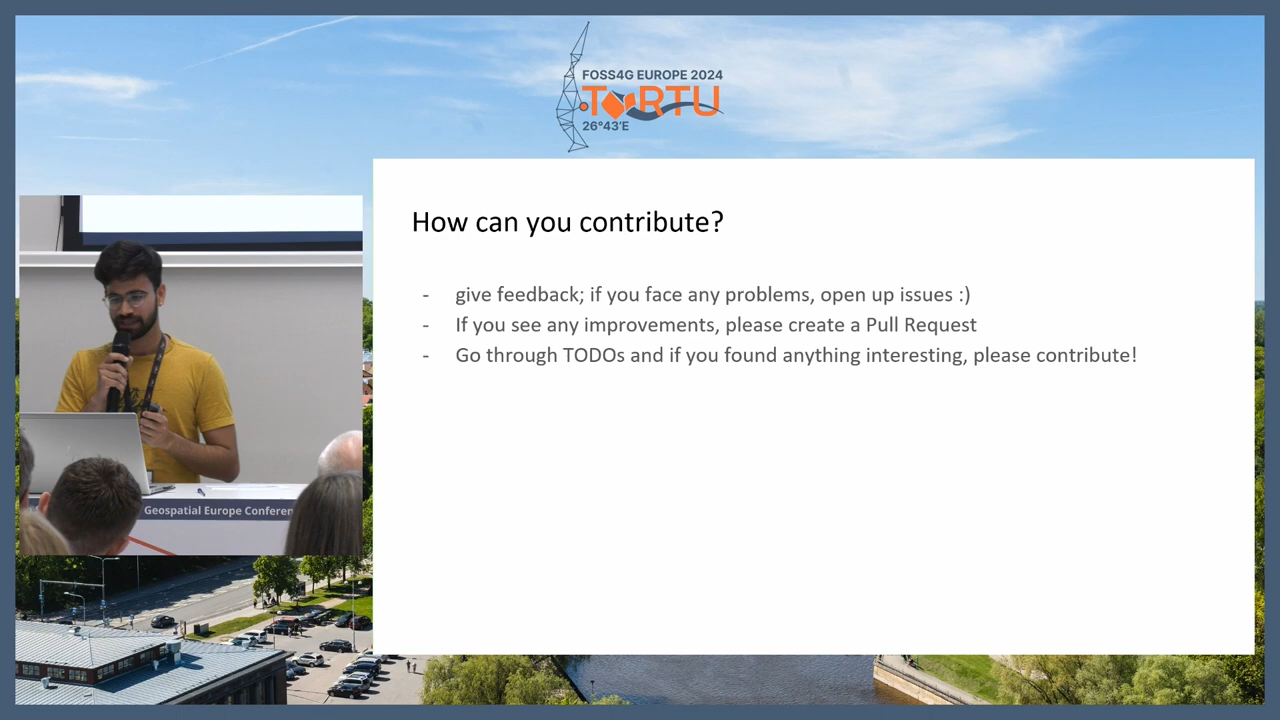 FOSS4G EUROPE 2024
TARTU
26°43'E
How can you contribute?
- give feedback; if you face any problems, open up issues :)
- If you see any improvements, please create a Pull Request
- Go through TODOs and if you found anything interesting, please contribute!
Geospatial Europe Conferen